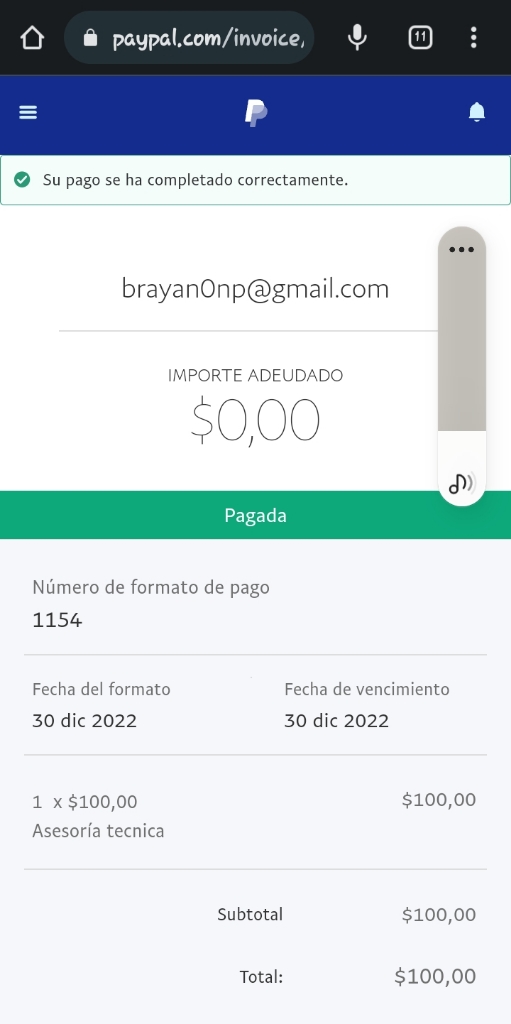 11
paypal.com/invoice
Su pago se ha completado correctamente.
brayan0np@gmail.com
IMPORTE ADEUDADO
$0,00
Pagada
Número de formato de pago
1154
Fecha del formato
30 dic 2022
Fecha de vencimiento
30 dic 2022
1 x $100,00
$100,00
Asesoría tecnica
Subtotal
$100,00
Total:
$100,00